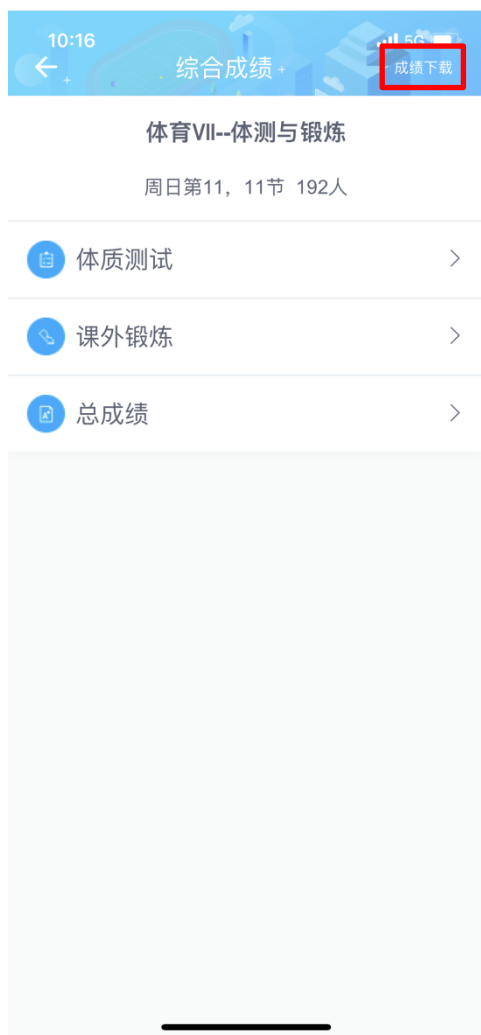 10:16 5G
综合成绩 成绩下载
体育VII--体测与锻炼
周日第11，11节 192人
体质测试
课外锻炼
总成绩